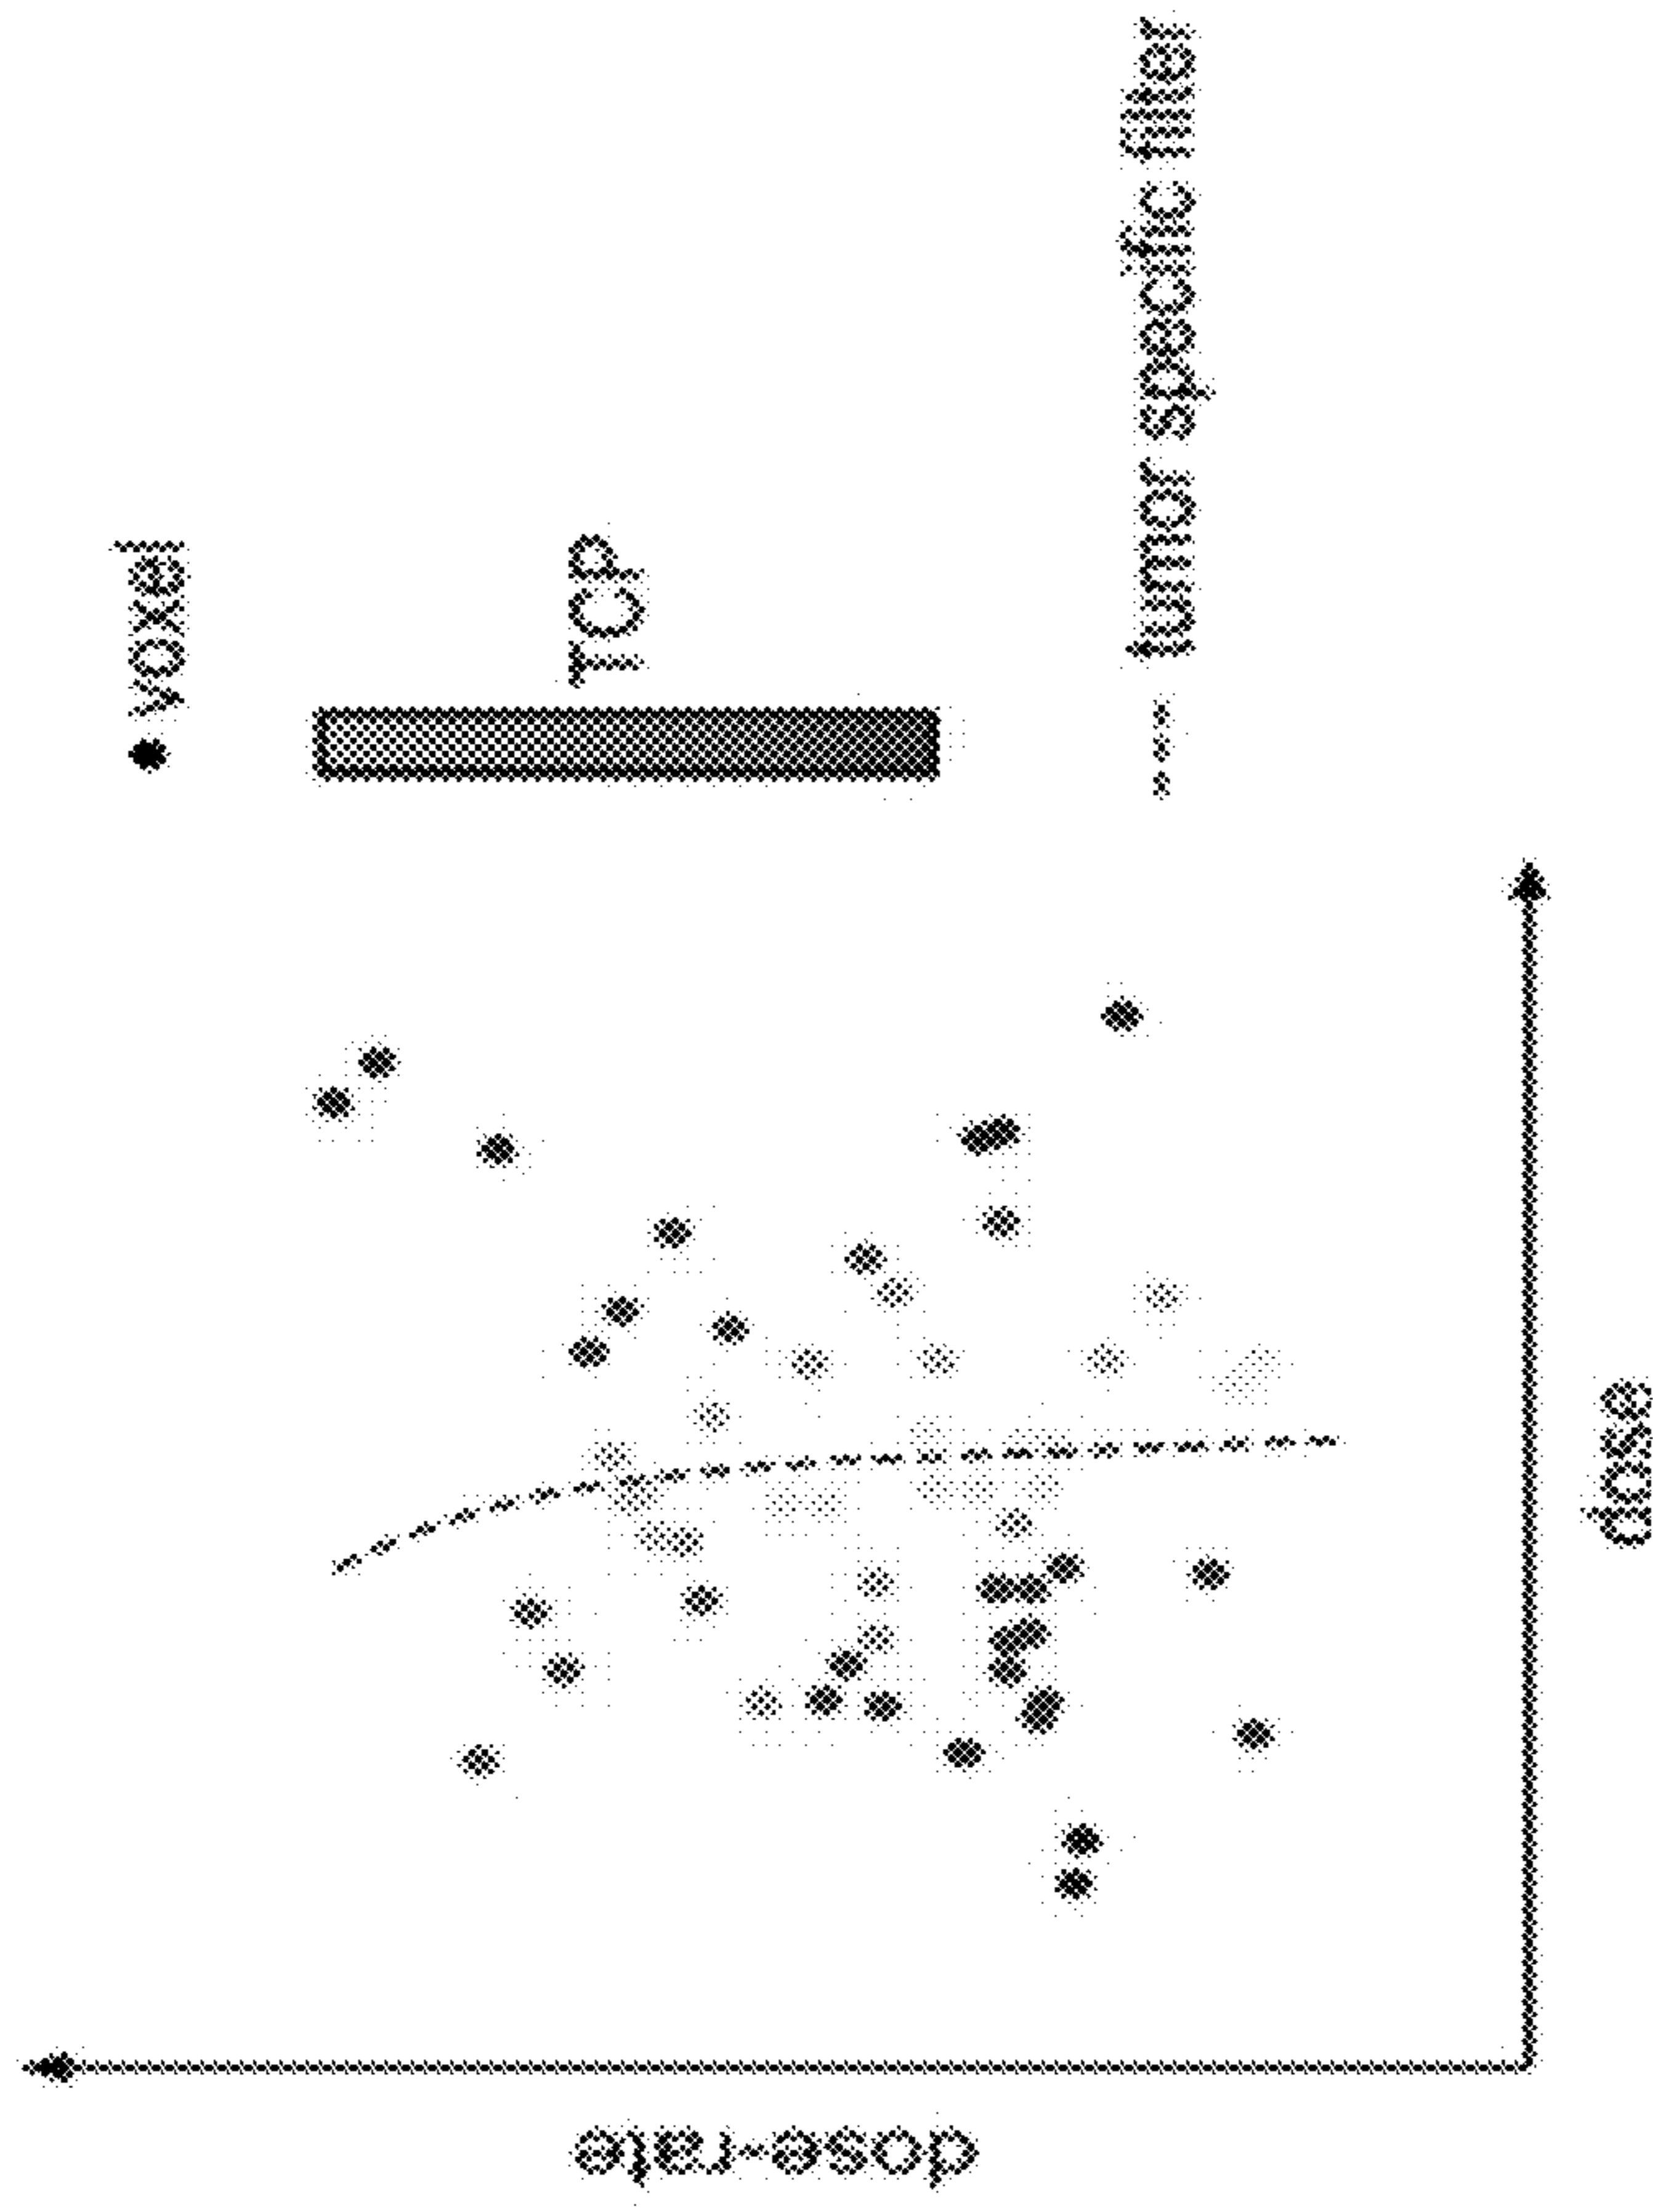 voxel
TCP
tumor specific filter
dose
dose-rate